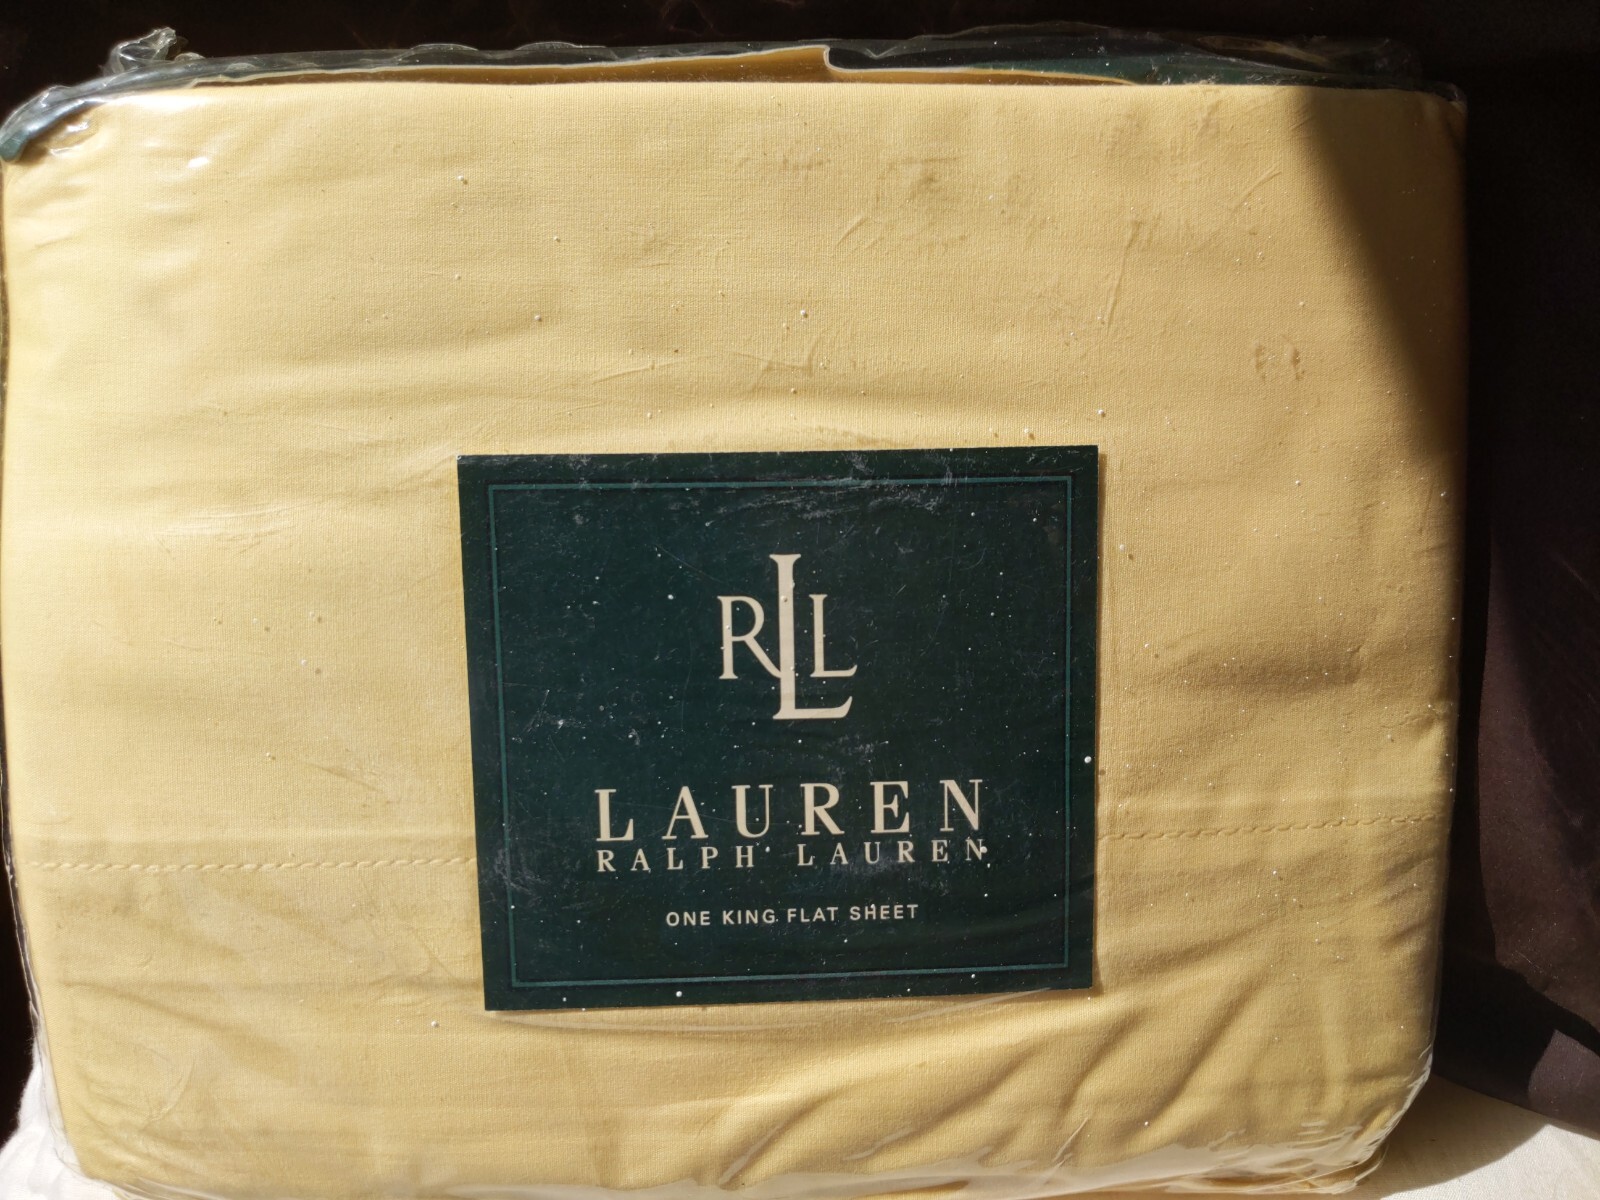 RLL
LAUREN
RALPH LAUREN
ONE KING FLAT SHEET